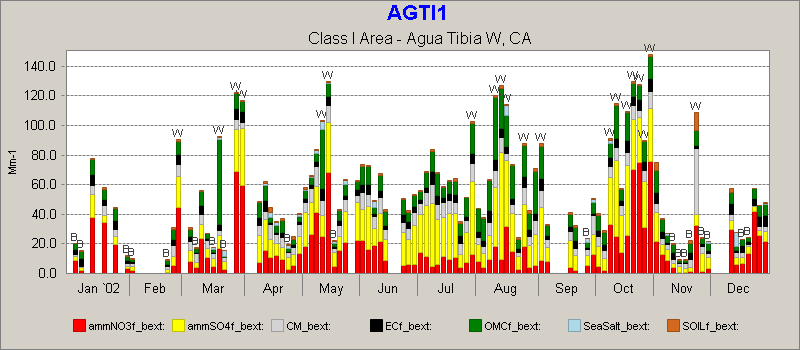 AGTI1
Class I Area - Agua Tibia W, CA
Mm-1
140.0
120.0
100.0
80.0
60.0
40.0
20.0
0.0
Jan `02 Feb Mar Apr May Jun Jul Aug Sep Oct Nov Dec
ammNO3f_bext: ammSO4f_bext: CM_bext: ECf_bext: OMCf_bext: SeaSalt_bext: SOILf_bext: